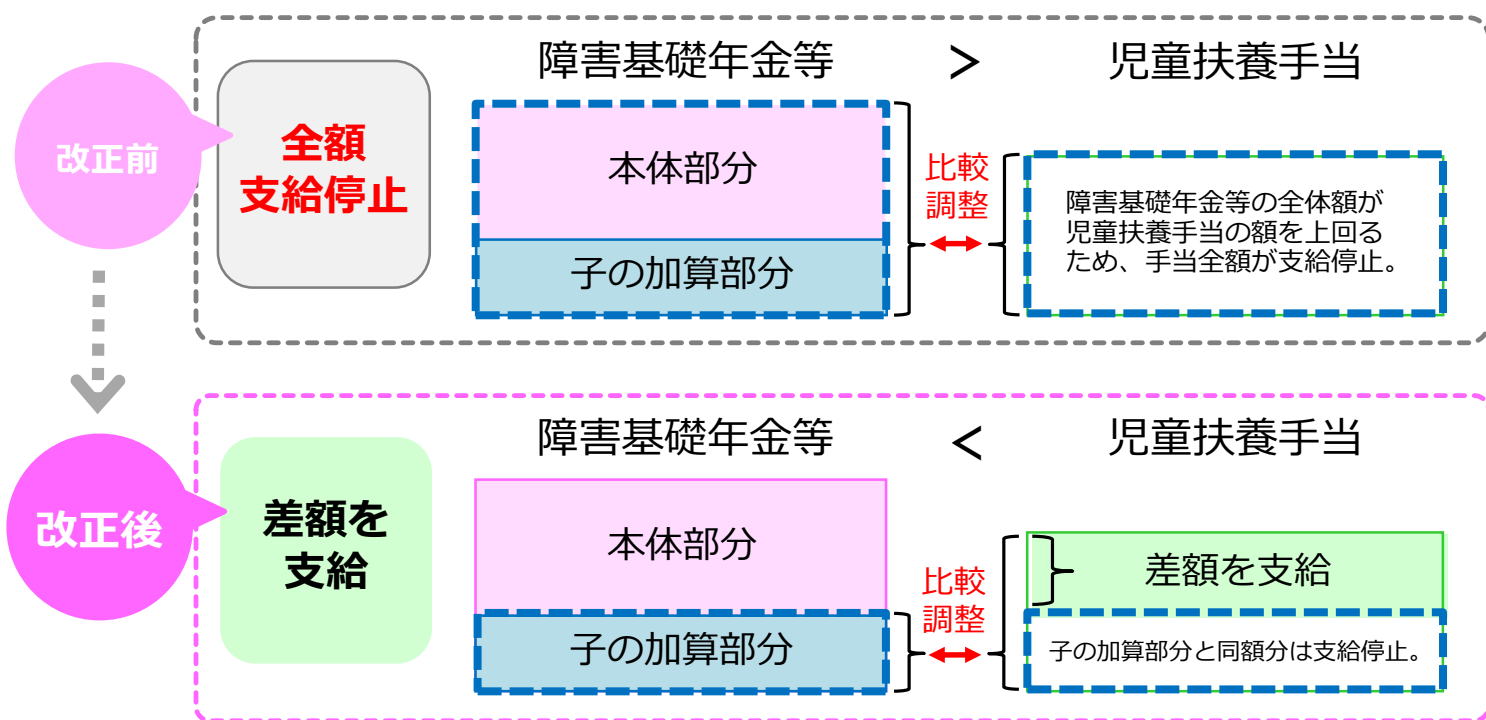 障害基礎年金等 > 児童扶養手当
改正前
全額
支給停止
本体部分
子の加算部分
比較
調整
障害基礎年金等の全体額が
児童扶養手当の額を上回る
ため、手当全額が支給停止。
障害基礎年金等 < 児童扶養手当
改正後
差額を
支給
本体部分
子の加算部分
比較
調整
差額を支給
子の加算部分と同額分は支給停止。